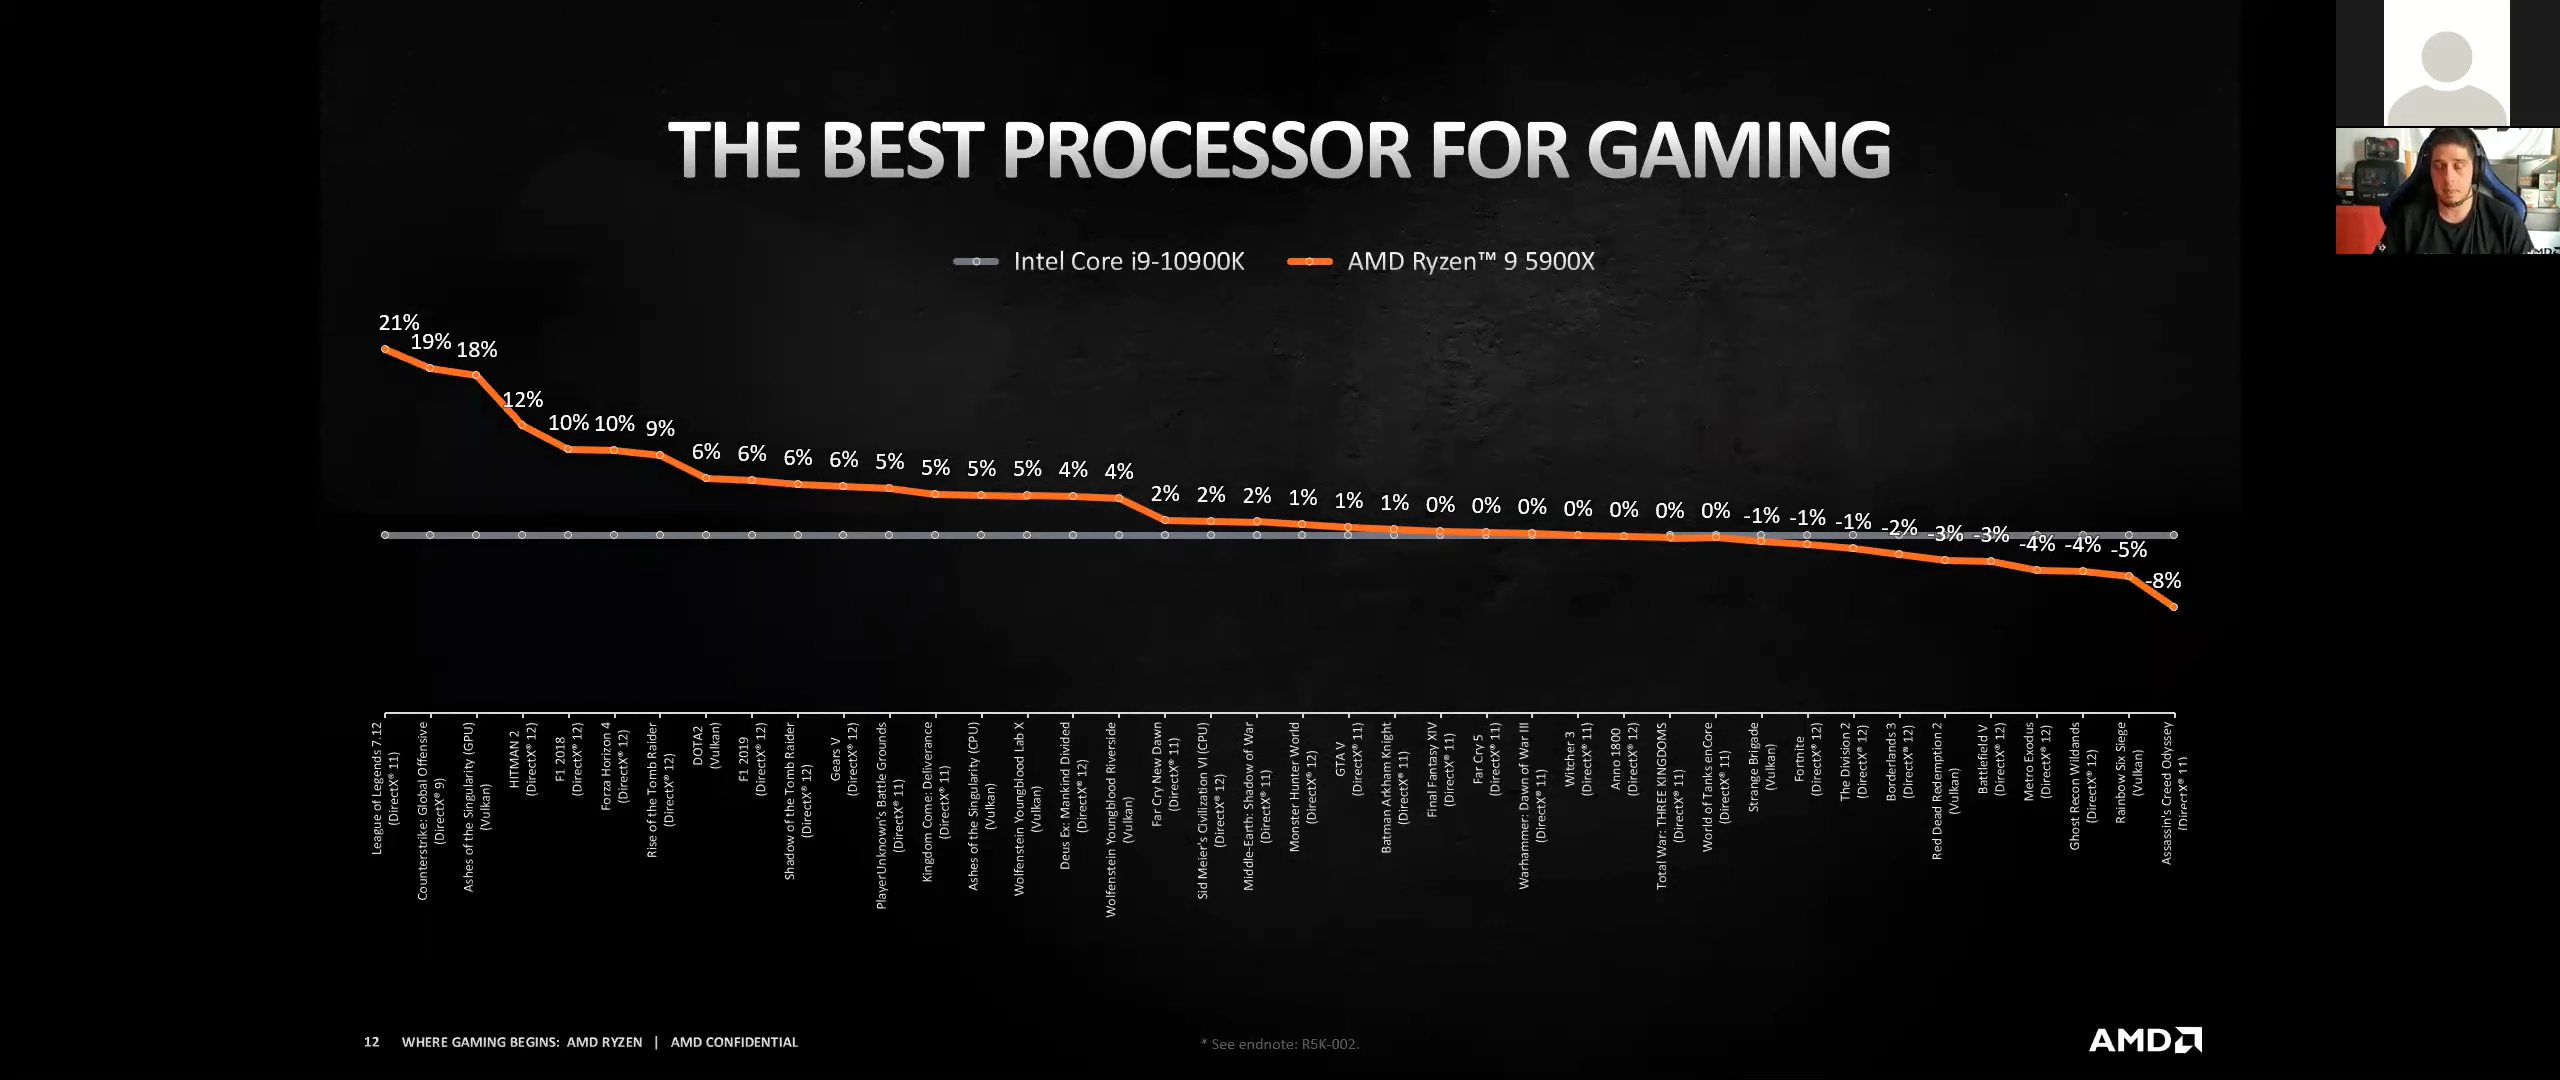 THE BEST PROCESSOR FOR GAMING
Intel Core i9-10900K
AMD Ryzen™ 9 5900X
21%
19%
18%
12%
10%
10%
9%
6%
6%
6%
6%
5%
5%
5%
5%
4%
4%
2%
2%
2%
1%
1%
1%
0%
0%
0%
0%
0%
0%
0%
-1%
-1%
-1%
-2%
-3%
-3%
-4%
-4%
-5%
-8%
League of Legends 7.12
(DirectX® 11)
Counterstrike: Global Offensive
(DirectX® 9)
Ashes of the Singularity (GPU)
(Vulkan)
HITMAN 2
(DirectX® 12)
F1 2018
(DirectX® 12)
Forza Horizon 4
(DirectX® 12)
Rise of the Tomb Raider
(DirectX® 12)
DOTA2
(Vulkan)
F1 2019
(DirectX® 12)
Shadow of the Tomb Raider
(DirectX® 12)
Gears V
(DirectX® 12)
PlayerUnknown's Battle Grounds
(DirectX® 11)
Kingdom Come: Deliverance
(DirectX® 11)
Ashes of the Singularity (CPU)
(Vulkan)
Wolfenstein Youngblood Lab X
(Vulkan)
Deus Ex: Mankind Divided
(DirectX® 12)
Wolfenstein Youngblood Riverside
(Vulkan)
Far Cry New Dawn
(DirectX® 11)
Sid Meier's Civilization VI (CPU)
(DirectX® 12)
Middle-Earth: Shadow of War
(DirectX® 11)
Monster Hunter World
(DirectX® 12)
GTA V
(DirectX® 11)
Batman Arkham Knight
(DirectX® 11)
Final Fantasy XIV
(DirectX® 11)
Far Cry 5
(DirectX® 11)
Warhammer: Dawn of War III
(DirectX® 11)
Witcher 3
(DirectX® 11)
Anno 1800
(DirectX® 12)
Total War: THREE KINGDOMS
(DirectX® 11)
World of Tanks enCore
(DirectX® 11)
Strange Brigade
(Vulkan)
Fortnite
(DirectX® 12)
The Division 2
(DirectX® 12)
Borderlands 3
(DirectX® 12)
Red Dead Redemption 2
(Vulkan)
Battlefield V
(DirectX® 12)
Metro Exodus
(DirectX® 12)
Ghost Recon Wildlands
(DirectX® 12)
Rainbow Six Siege
(Vulkan)
Assassin's Creed Odyssey
(DirectX® 11)
12 WHERE GAMING BEGINS: AMD RYZEN | AMD CONFIDENTIAL
* See endnote: R5K-002.
AMD